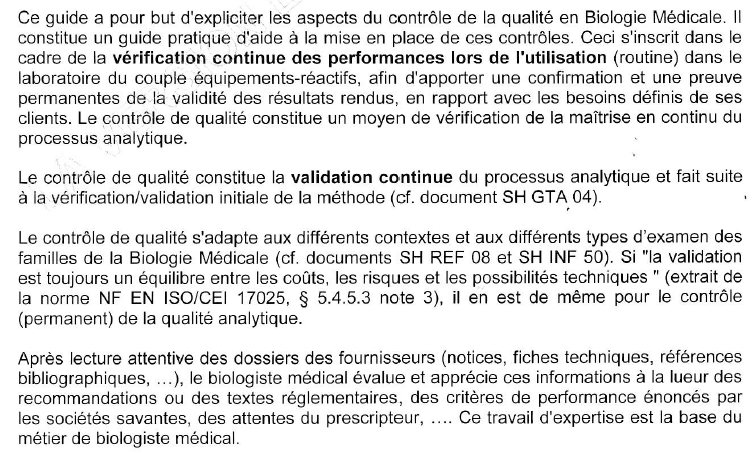 Ce guide a pour but d'expliciter les aspects du contrôle de la qualité en Biologie Médicale. Il
constitue un guide pratique d'aide à la mise en place de ces contrôles. Ceci s'inscrit dans le
cadre de la vérification continue des performances lors de l'utilisation (routine) dans le
laboratoire du couple équipements-réactifs, afin d'apporter une confirmation et une preuve
permanentes de la validité des résultats rendus, en rapport avec les besoins définis de ses
clients. Le contrôle de qualité constitue un moyen de vérification de la maîtrise en continu du
processus analytique.
Le contrôle de qualité constitue la validation continue du processus analytique et fait suite
à la vérification/validation initiale de la méthode (cf. document SH GTA 04).
Le contrôle de qualité s'adapte aux différents contextes et aux différents types d'examen des
familles de la Biologie Médicale (cf. documents SH REF 08 et SH INF 50). Si "la validation
est toujours un équilibre entre les coûts, les risques et les possibilités techniques " (extrait de
la norme NF EN ISO/CEI 17025, § 5.4.5.3 note 3), il en est de même pour le contrôle
(permanent) de la qualité analytique.
Après lecture attentive des dossiers des fournisseurs (notices, fiches techniques, références
bibliographiques, ...), le biologiste médical évalue et apprécie ces informations à la lueur des
recommandations ou des textes réglementaires, des critères de performance énoncés par
les sociétés savantes, des attentes du prescripteur, .... Ce travail d'expertise est la base du
métier de biologiste médical.